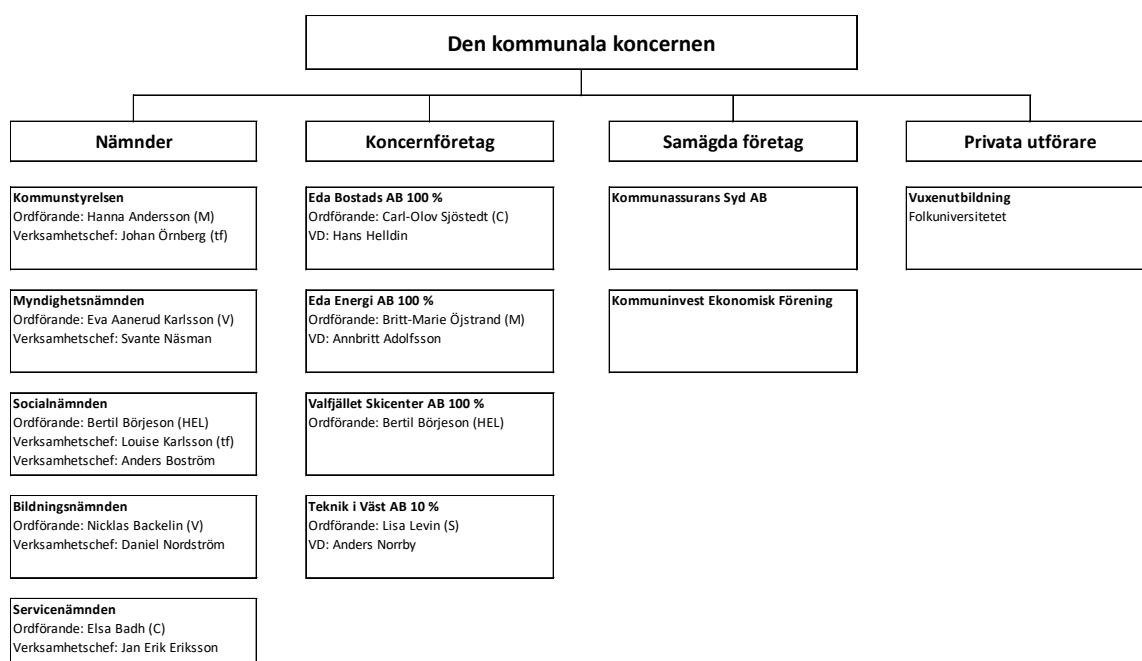 Den kommunala koncernen
Nämnder
Kommunstyrelsen
Ordförande: Hanna Andersson (M)
Verksamhetschef: Johan Örnberg (tf)
Myndighetsnämnden
Ordförande: Eva Aanerud Karlsson (V)
Verksamhetschef: Svante Näsman
Socialnämnden
Ordförande: Bertil Börjeson (HEL)
Verksamhetschef: Louise Karlsson (tf)
Verksamhetschef: Anders Boström
Bildningsnämnden
Ordförande: Nicklas Backelin (V)
Verksamhetschef: Daniel Nordström
Servicenämnden
Ordförande: Elsa Badh (C)
Verksamhetschef: Jan Erik Eriksson
Koncernföretag
Eda Bostads AB 100 %
Ordförande: Carl-Olov Sjöstedt (C)
VD: Hans Helldin
Eda Energi AB 100 %
Ordförande: Britt-Marie Öjstrand (M)
VD: Annbritt Adolfsson
Valfjället Skicenter AB 100 %
Ordförande: Bertil Börjeson (HEL)
Teknik i Väst AB 10 %
Ordförande: Lisa Levin (S)
VD: Anders Norrby
Samägda företag
Kommunassurans Syd AB
Kommuninvest Ekonomisk Förening
Privata utförare
Vuxenutbildning
Folkuniversitetet